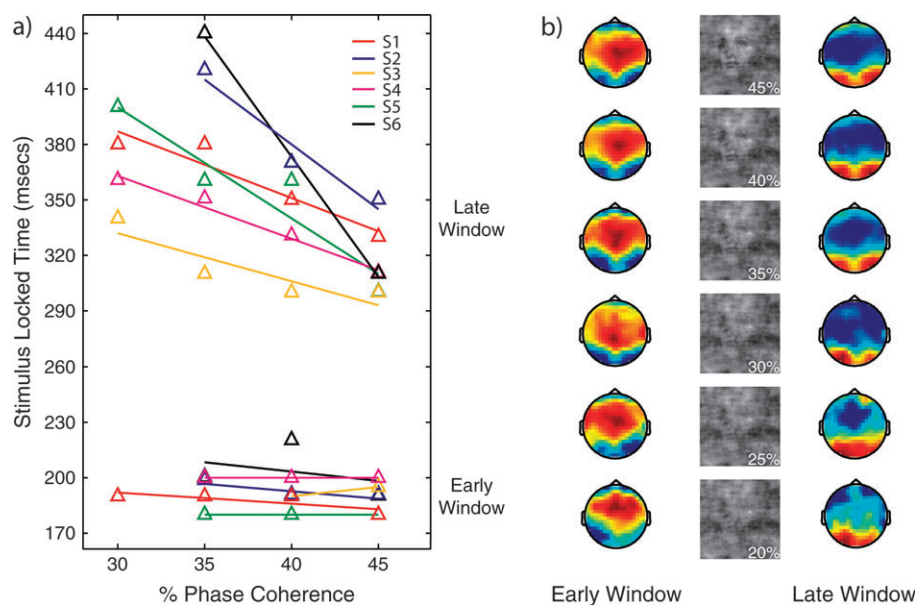 a)
Stimulus Locked Time (msecs)
440
410
380
350
320
290
260
230
200
170
30
35
40
45
% Phase Coherence
S1
S2
S3
S4
S5
S6
Late
Window
Early
Window
b)
45%
40%
35%
30%
25%
20%
Early Window
Late Window